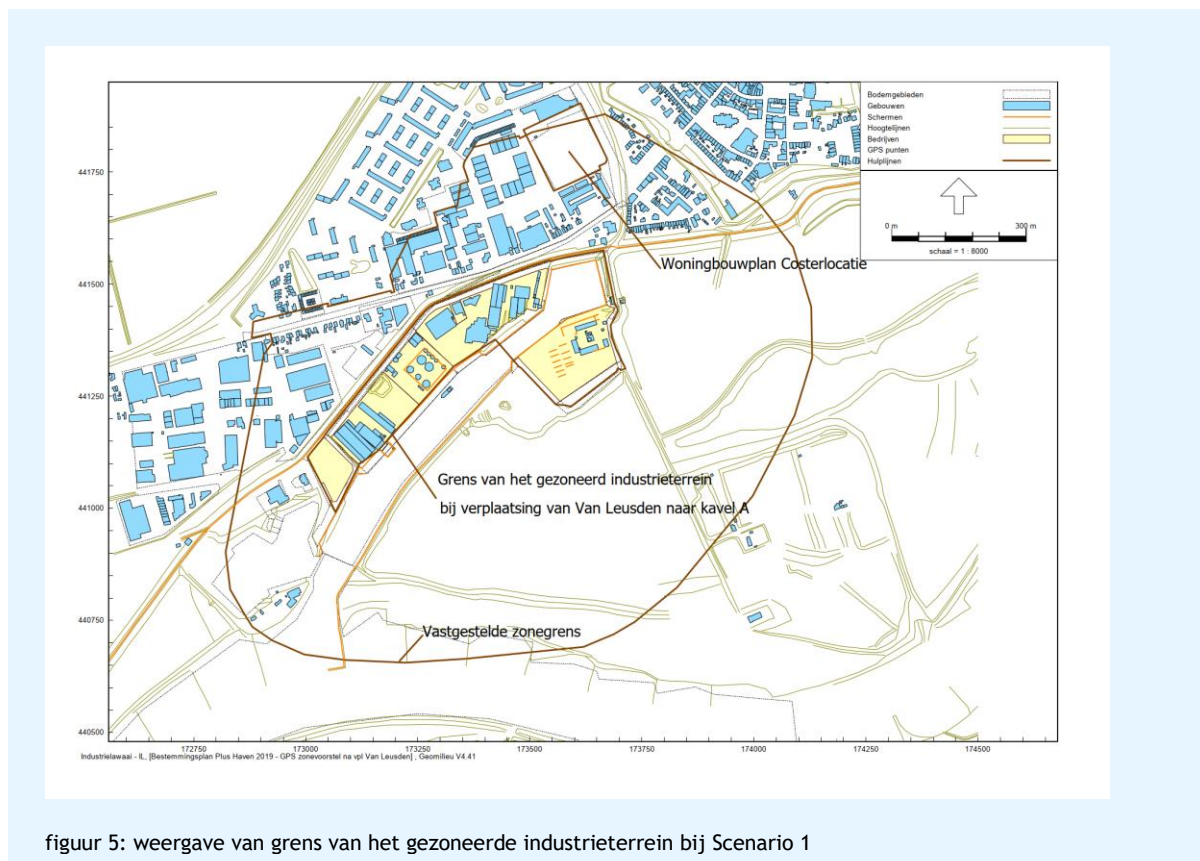 Bodemgebieden
Gebouwen
Schermen
Hoogtelijnen
Bedrijven
GPS punten
Hulplijnen
0 m 300 m
schaal = 1 : 8000
441750
441500
441250
441000
440750
440500
Woningbouwplan Costerlocatie
Grens van het gezoneerd industrieterrein
bij verplaatsing van Van Leusden naar kavel A
Vastgestelde zonegrens
172750 173000 173250 173500 173750 174000 174250 174500
Industrielawaai - IL, [Bestemmingsplan Plus Haven 2019 - GPS zonevoorstel na vpl Van Leusden] , Geomilieu V4.41
figuur 5: weergave van grens van het gezoneerde industrieterrein bij Scenario 1